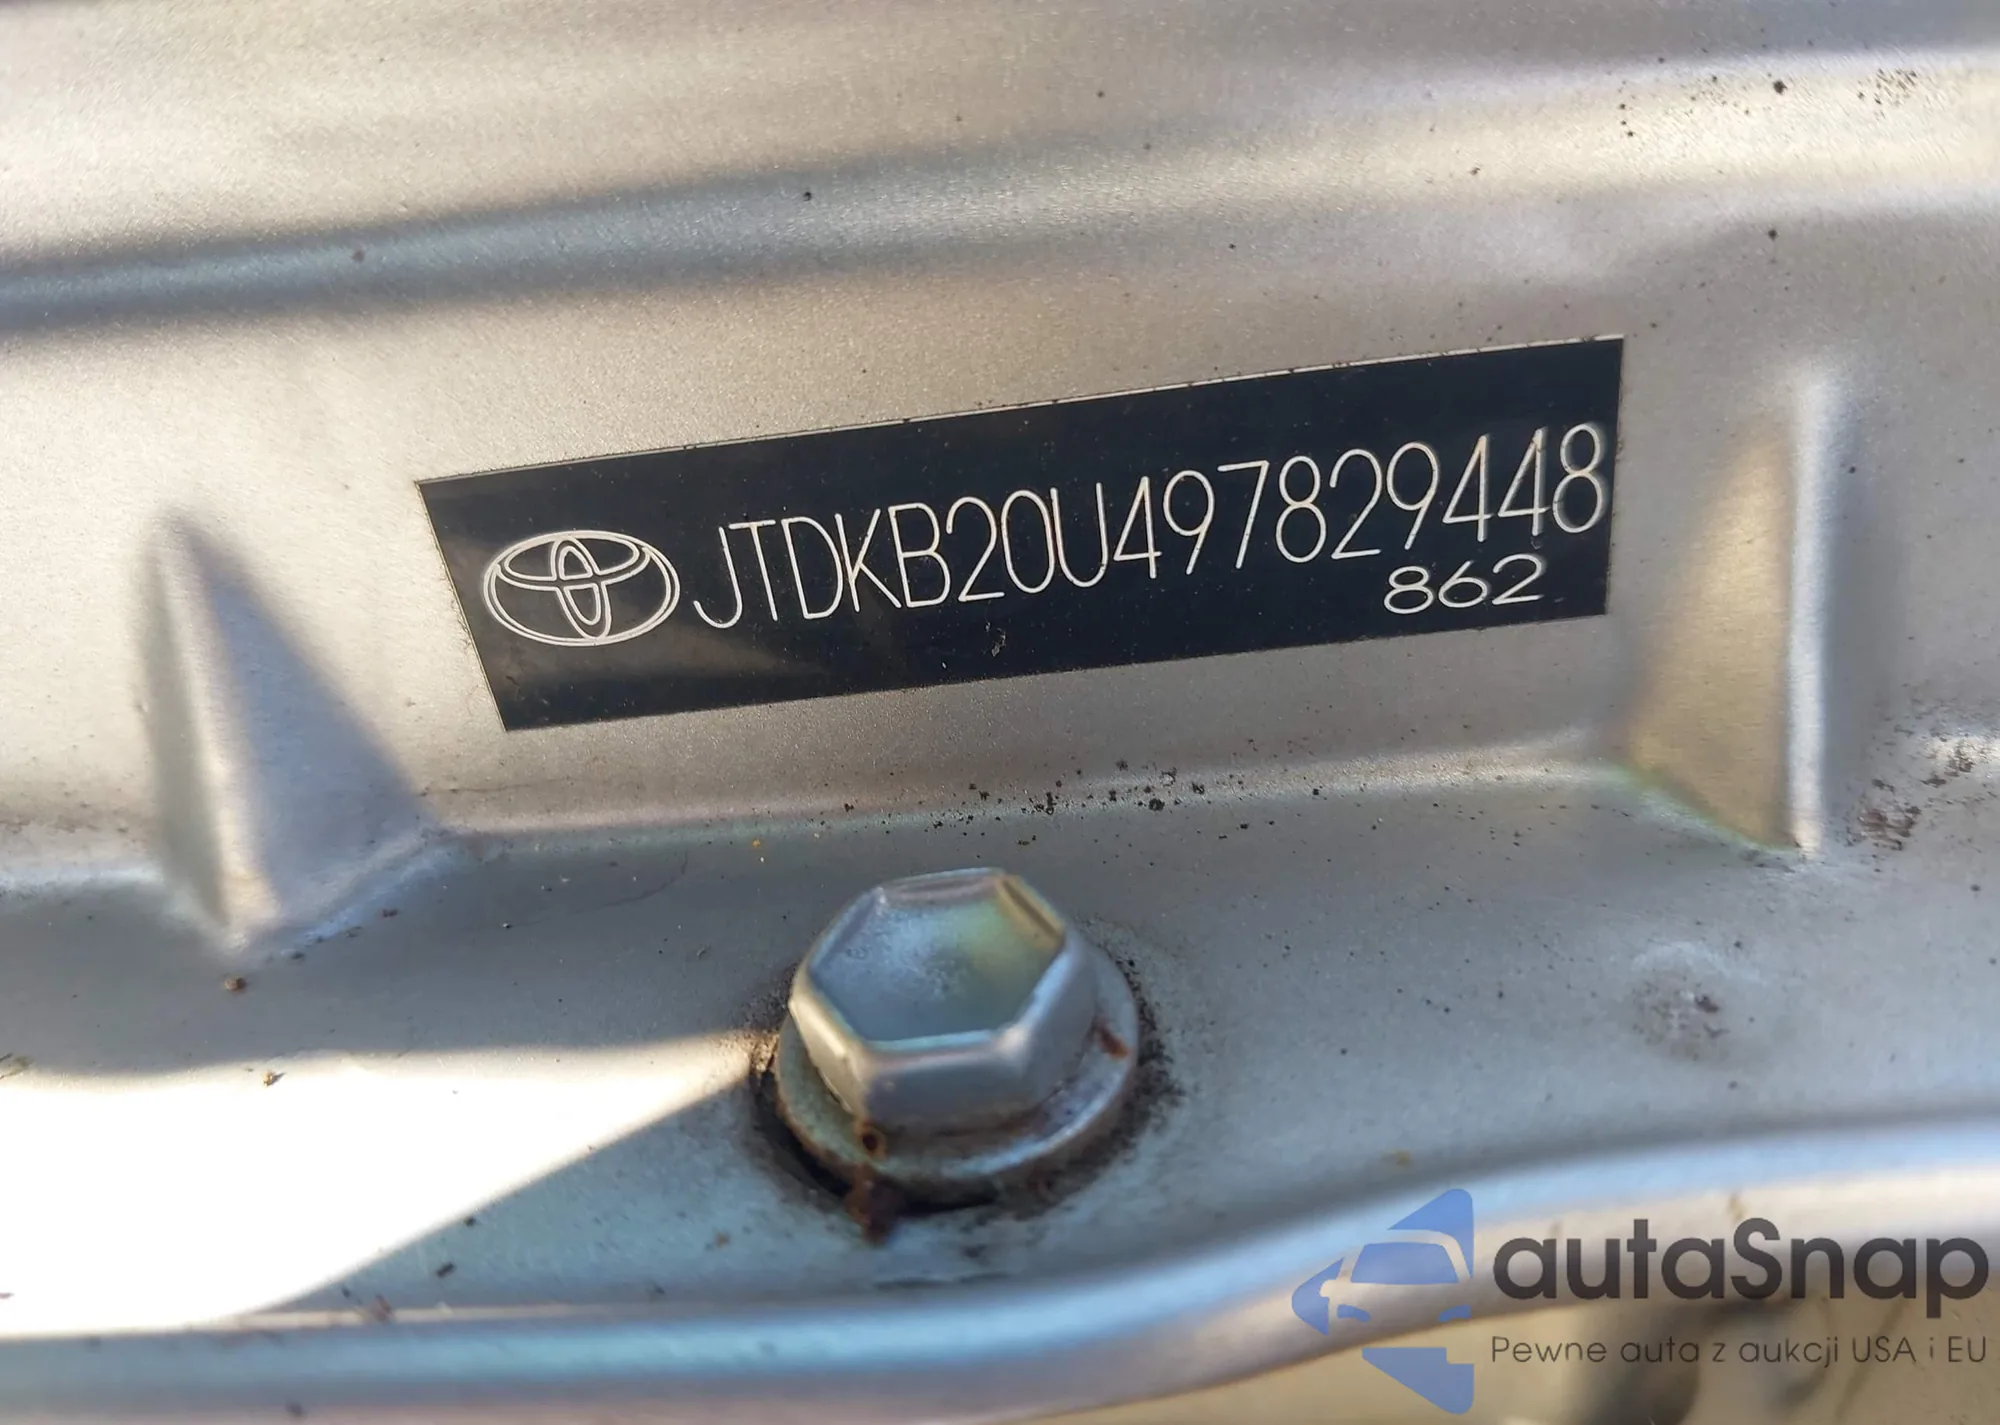 JTDKB20U497829448
862
autaSnap
Pewne auta z aukcji USA i EU